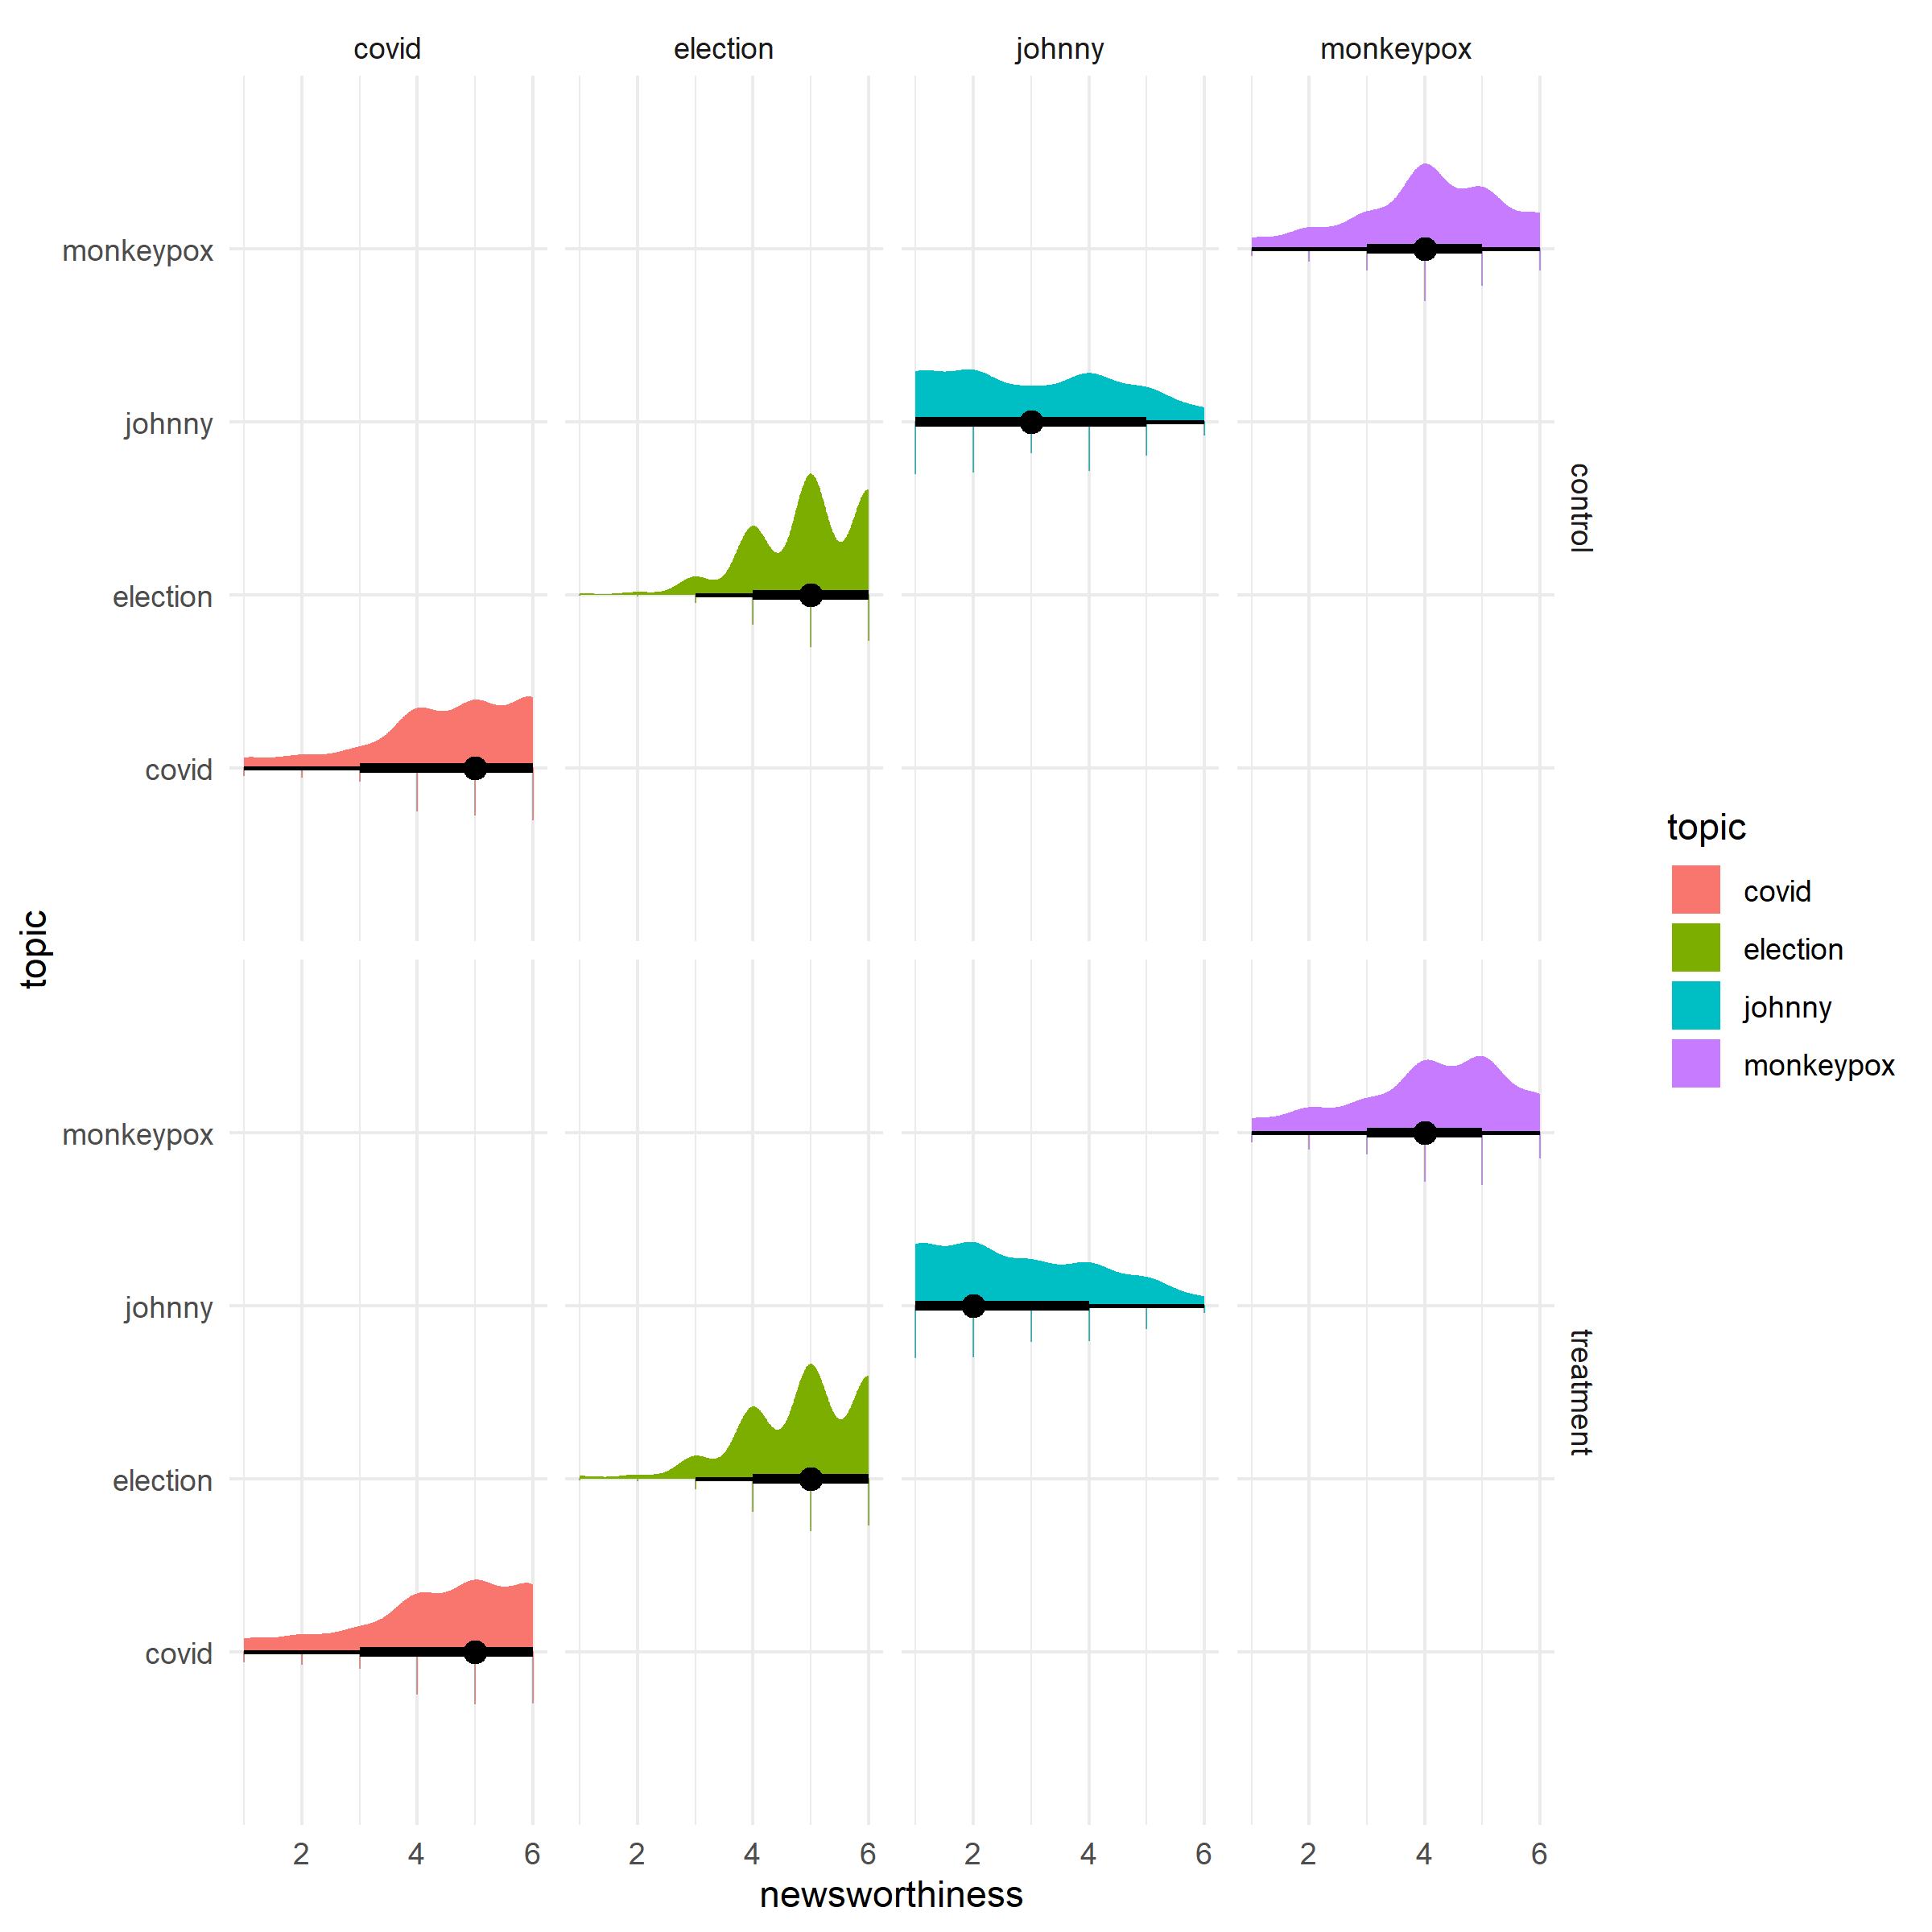 covid election johnny monkeypox
monkeypox
johnny
election
covid
control
topic
monkeypox
johnny
election
covid
treatment
2 4 6 2 4 6 2 4 6 2 4 6
newsworthiness
topic
covid
election
johnny
monkeypox